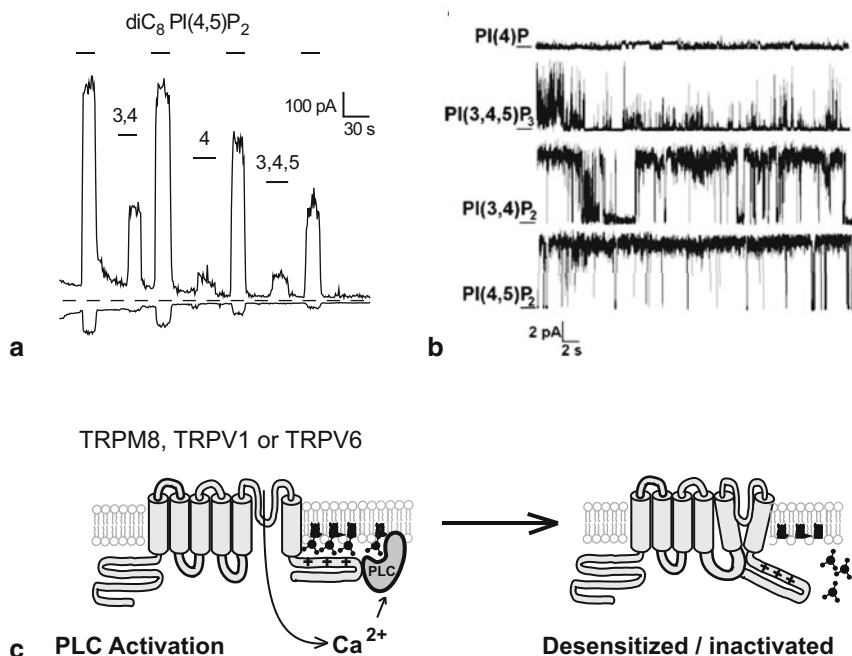 diC₈ PI(4,5)P₂
3,4
4
3,4,5
100 pA
30 s
a
PI(4)P
PI(3,4,5)P₃
PI(3,4)P₂
PI(4,5)P₂
2 pA
2 s
b
TRPM8, TRPV1 or TRPV6
+ + +
PLC
+ + +
c PLC Activation
Ca²⁺
Desensitized / inactivated